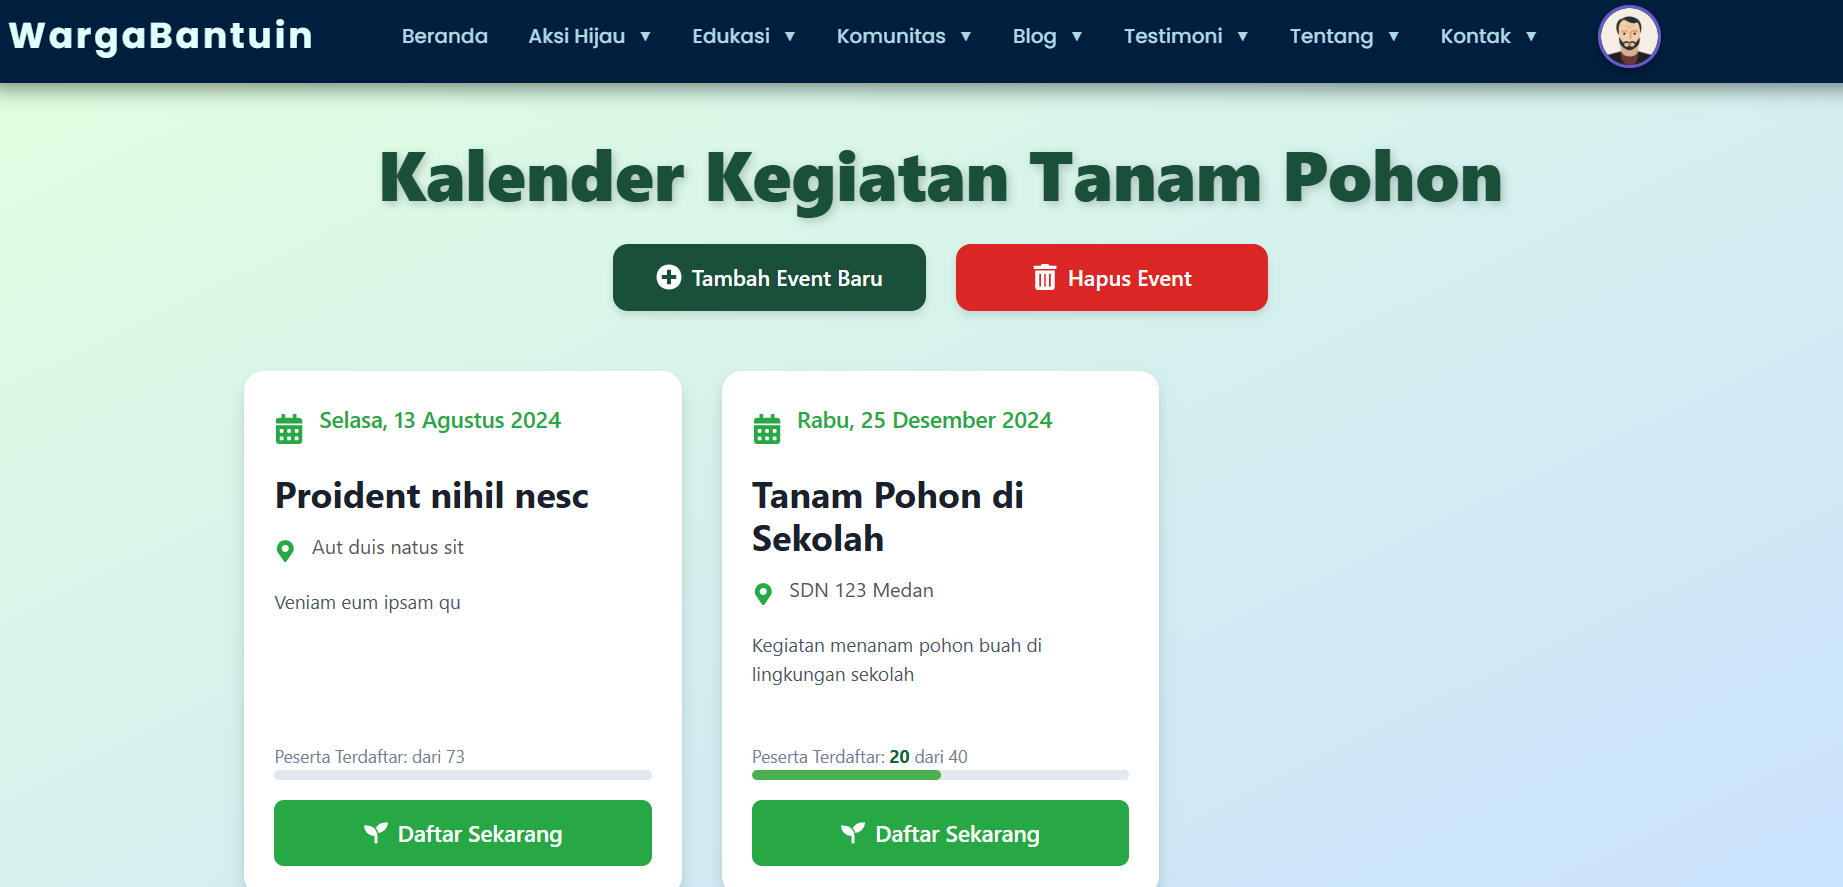 WargaBantuin
Beranda Aksi Hijau ▼ Edukasi ▼ Komunitas ▼ Blog ▼ Testimoni ▼ Tentang ▼ Kontak ▼
Kalender Kegiatan Tanam Pohon
Tambah Event Baru
Hapus Event
Selasa, 13 Agustus 2024
Proident nihil nesc
Aut duis natus sit
Veniam eum ipsam qu
Peserta Terdaftar: dari 73
Daftar Sekarang
Rabu, 25 Desember 2024
Tanam Pohon di
Sekolah
SDN 123 Medan
Kegiatan menanam pohon buah di
lingkungan sekolah
Peserta Terdaftar: 20 dari 40
Daftar Sekarang